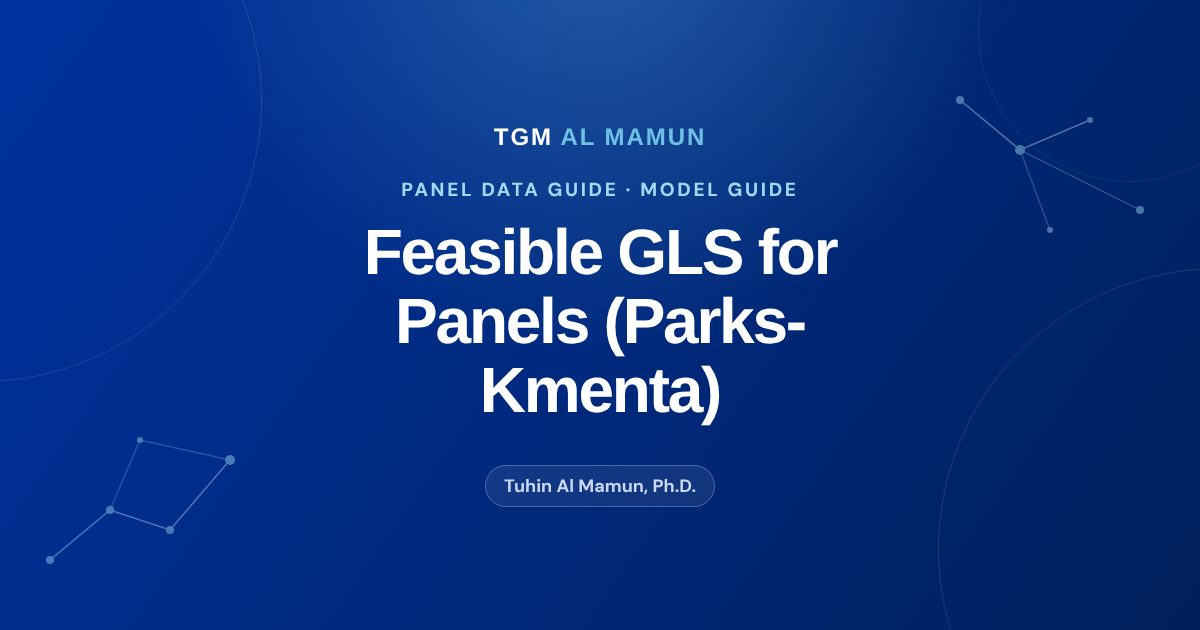 TGM AL MAMUN
PANEL DATA GUIDE · MODEL GUIDE
Feasible GLS for
Panels (Parks-
Kmenta)
Tuhin Al Mamun, Ph.D.